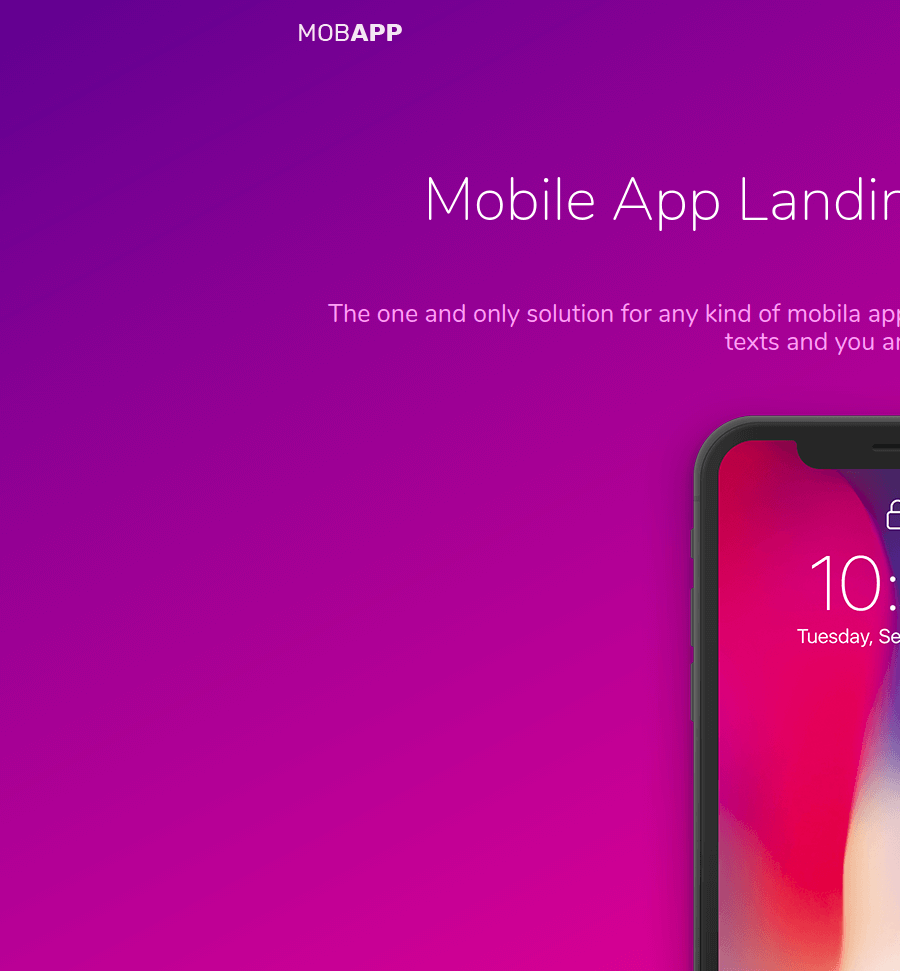 MOBAPP
Mobile App Landin
The one and only solution for any kind of mobila app
texts and you ar
10:
Tuesday, Se